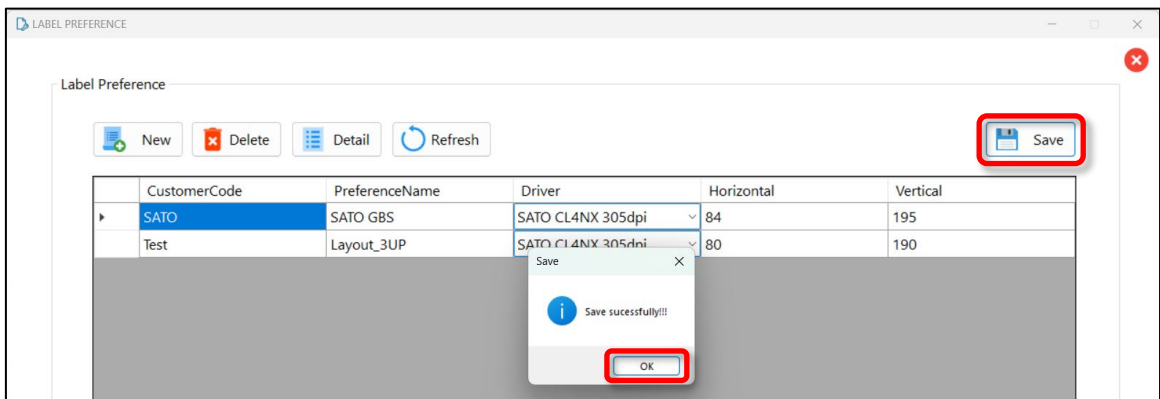 LABEL PREFERENCE
Label Preference
New Delete Detail Refresh Save
CustomerCode PreferenceName Driver Horizontal Vertical
SATO SATO GBS SATO CL4NX 305dpi 84 195
Test Layout_3UP SATO CL4NX 305dpi 80 190
Save
Save sucessfully!!!
OK